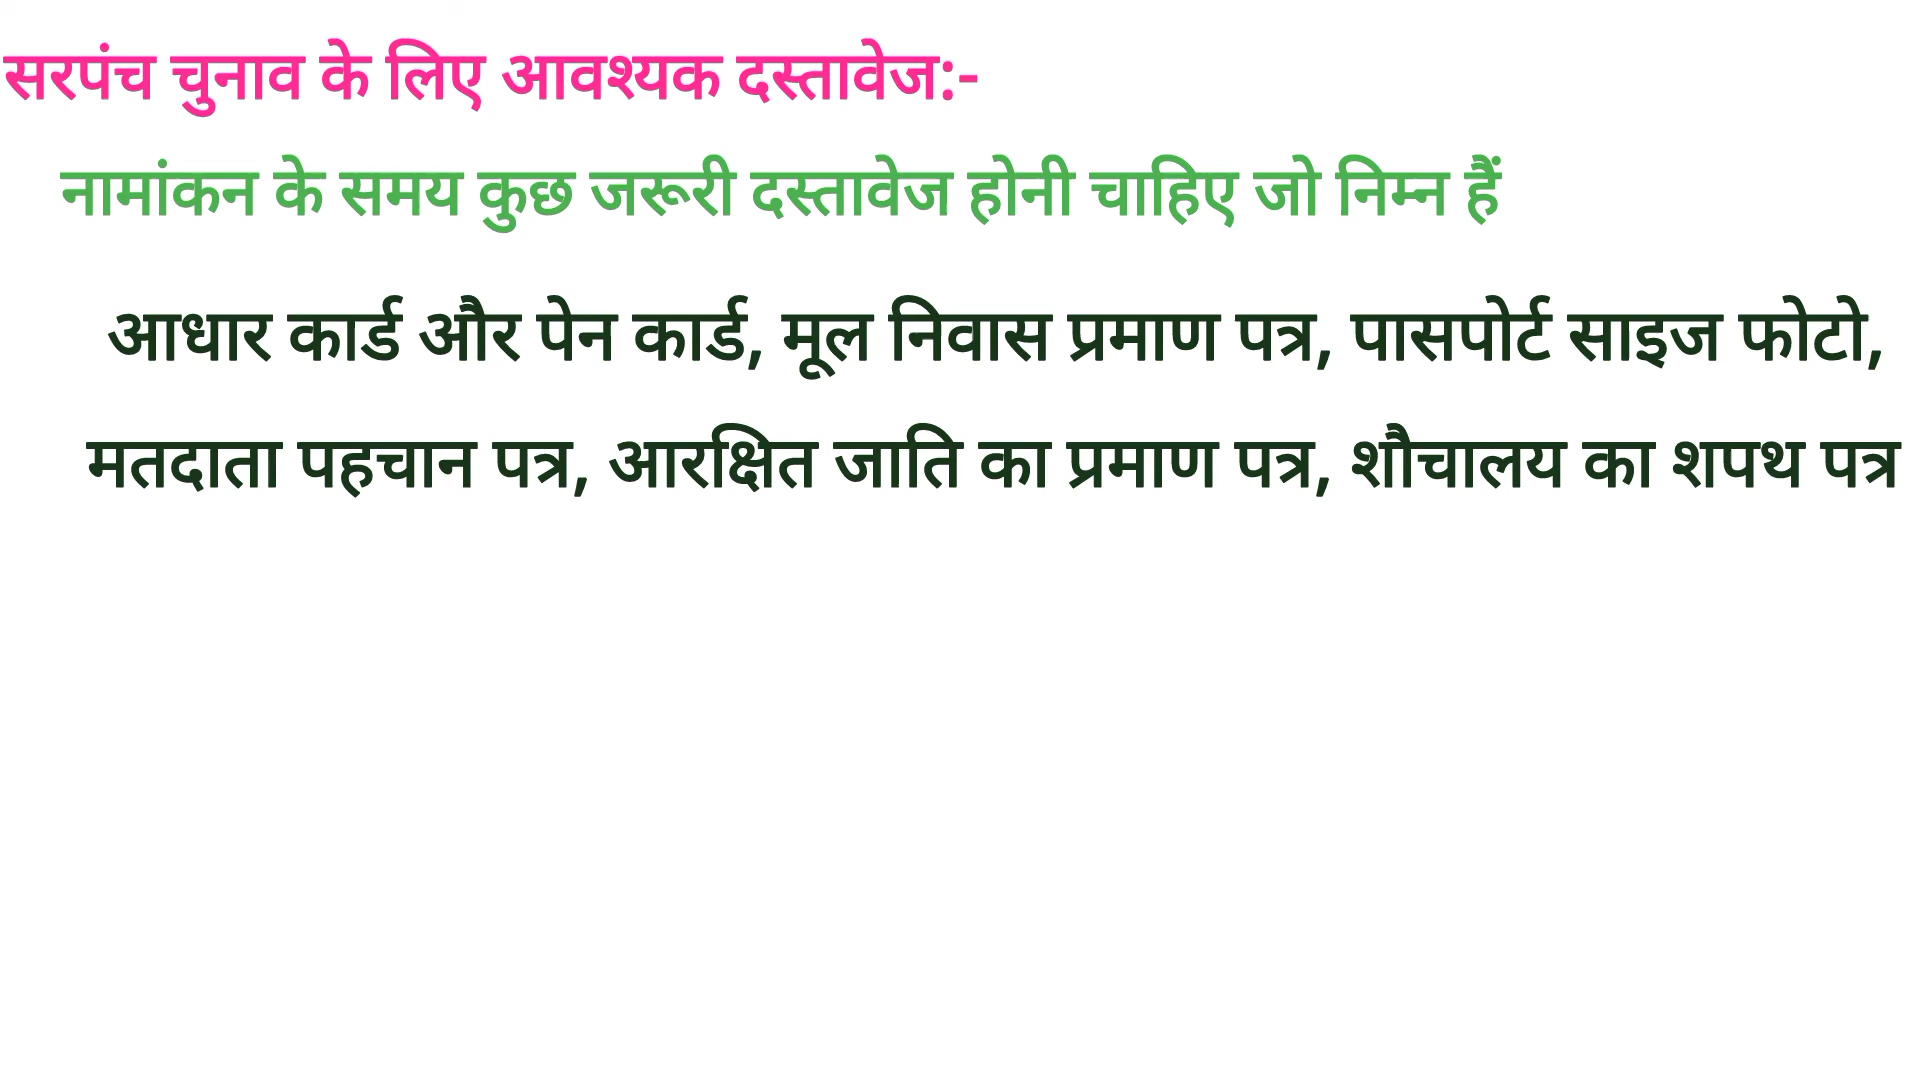 सरपंच चुनाव के लिए आवश्यक दस्तावेज:-
नामांकन के समय कुछ जरूरी दस्तावेज होनी चाहिए जो निम्न हैं
आधार कार्ड और पेन कार्ड, मूल निवास प्रमाण पत्र, पासपोर्ट साइज फोटो,
मतदाता पहचान पत्र, आरक्षित जाति का प्रमाण पत्र, शौचालय का शपथ पत्र